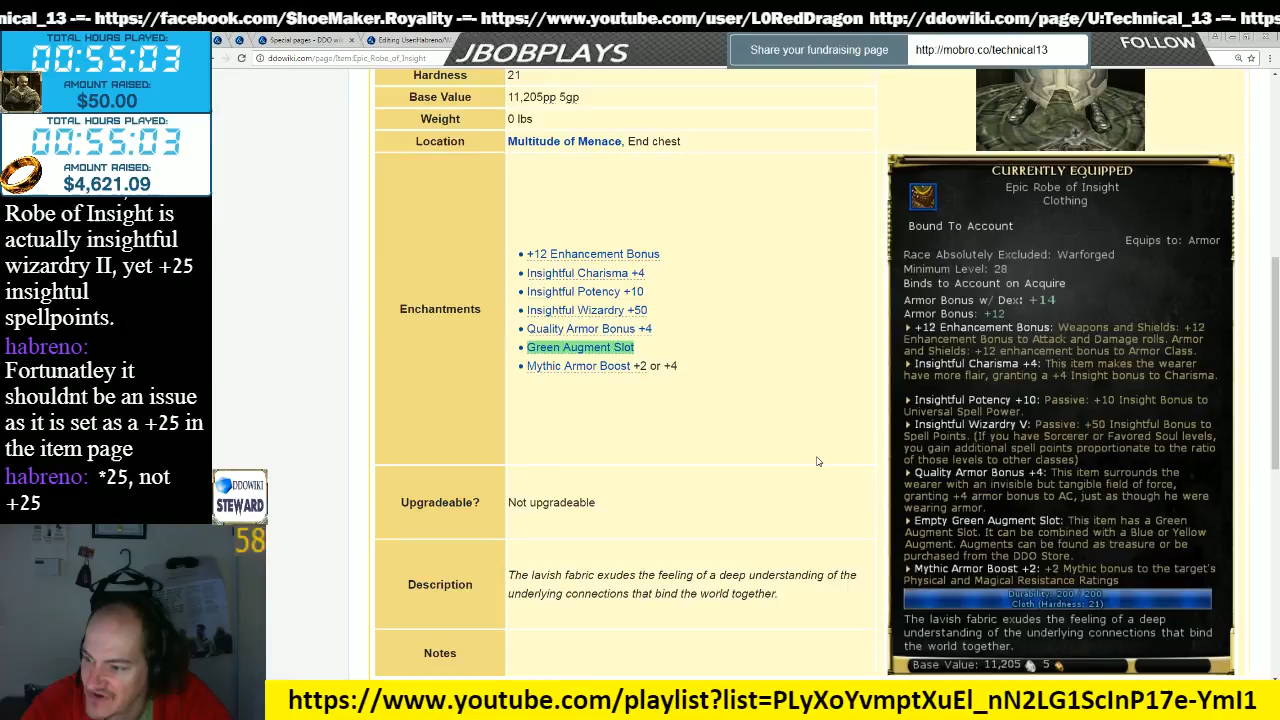 nical_13 -=- https://facebook.com/ShoeMaker.Royality -=- https://www.youtube.com/user/L0RedDragon http://ddowiki.com/page/U:Technical_13 -=- https
TOTAL HOURS PLAYED:
00:55:03
AMOUNT RAISED:
$50.00
TOTAL HOURS PLAYED:
00:55:03
AMOUNT RAISED:
$4,621.09
Robe of Insight is
actually insightful
wizardry II, yet +25
insightul
spellpoints.
habreno:
Fortunatley it
shouldnt be an issue
as it is set as a +25 in
the item page
habreno: *25, not
+25
DDOWIKI
STEWARD
58
Special pages - DDO wi
Editing User:Habreno/W
ddowiki.com/page/Item:Epic_Robe_of_Insight
JBOBPLAYS
Share your fundraising page
http://mobro.co/technical13
FOLLOW
Hardness 21
Base Value 11,205pp 5gp
Weight 0 lbs
Location Multitude of Menace, End chest
Enchantments
• +12 Enhancement Bonus
• Insightful Charisma +4
• Insightful Potency +10
• Insightful Wizardry +50
• Quality Armor Bonus +4
• Green Augment Slot
• Mythic Armor Boost +2 or +4
Upgradeable? Not upgradeable
Description
The lavish fabric exudes the feeling of a deep understanding of the
underlying connections that bind the world together.
Notes
CURRENTLY EQUIPPED
Epic Robe of Insight
Clothing
Bound To Account
Equips to: Armor
Race Absolutely Excluded: Warforged
Minimum Level: 28
Binds to Account on Acquire
Armor Bonus w/ Dex: +14
Armor Bonus: +12
+12 Enhancement Bonus: Weapons and Shields: +12
Enhancement Bonus to Attack and Damage rolls. Armor
and Shields: +12 enhancement bonus to Armor Class.
Insightful Charisma +4: This item makes the wearer
have more flair, granting a +4 Insight bonus to Charisma.
Insightful Potency +10: Passive: +10 Insight Bonus to
Universal Spell Power.
Insightful Wizardry V: Passive: +50 Insightful Bonus to
Spell Points. (If you have Sorcerer or Favored Soul levels,
you gain additional spell points proportionate to the ratio
of those levels to other classes)
Quality Armor Bonus +4: This item surrounds the
wearer with an invisible but tangible field of force,
granting +4 armor bonus to AC, just as though he were
wearing armor.
Empty Green Augment Slot: This item has a Green
Augment Slot. It can be combined with a Blue or Yellow
Augment. Augments can be found as treasure or be
purchased from the DDO Store.
Mythic Armor Boost +2: +2 Mythic bonus to the target's
Physical and Magical Resistance Ratings
Durability: 200 / 200
Cloth (Hardness: 21)
The lavish fabric exudes the feeling of a deep
understanding of the underlying connections that bind
the world together.
Base Value: 11,205 5
https://www.youtube.com/playlist?list=PLyXoYvmptXuEl_nN2LG1ScInP17e-YmI1